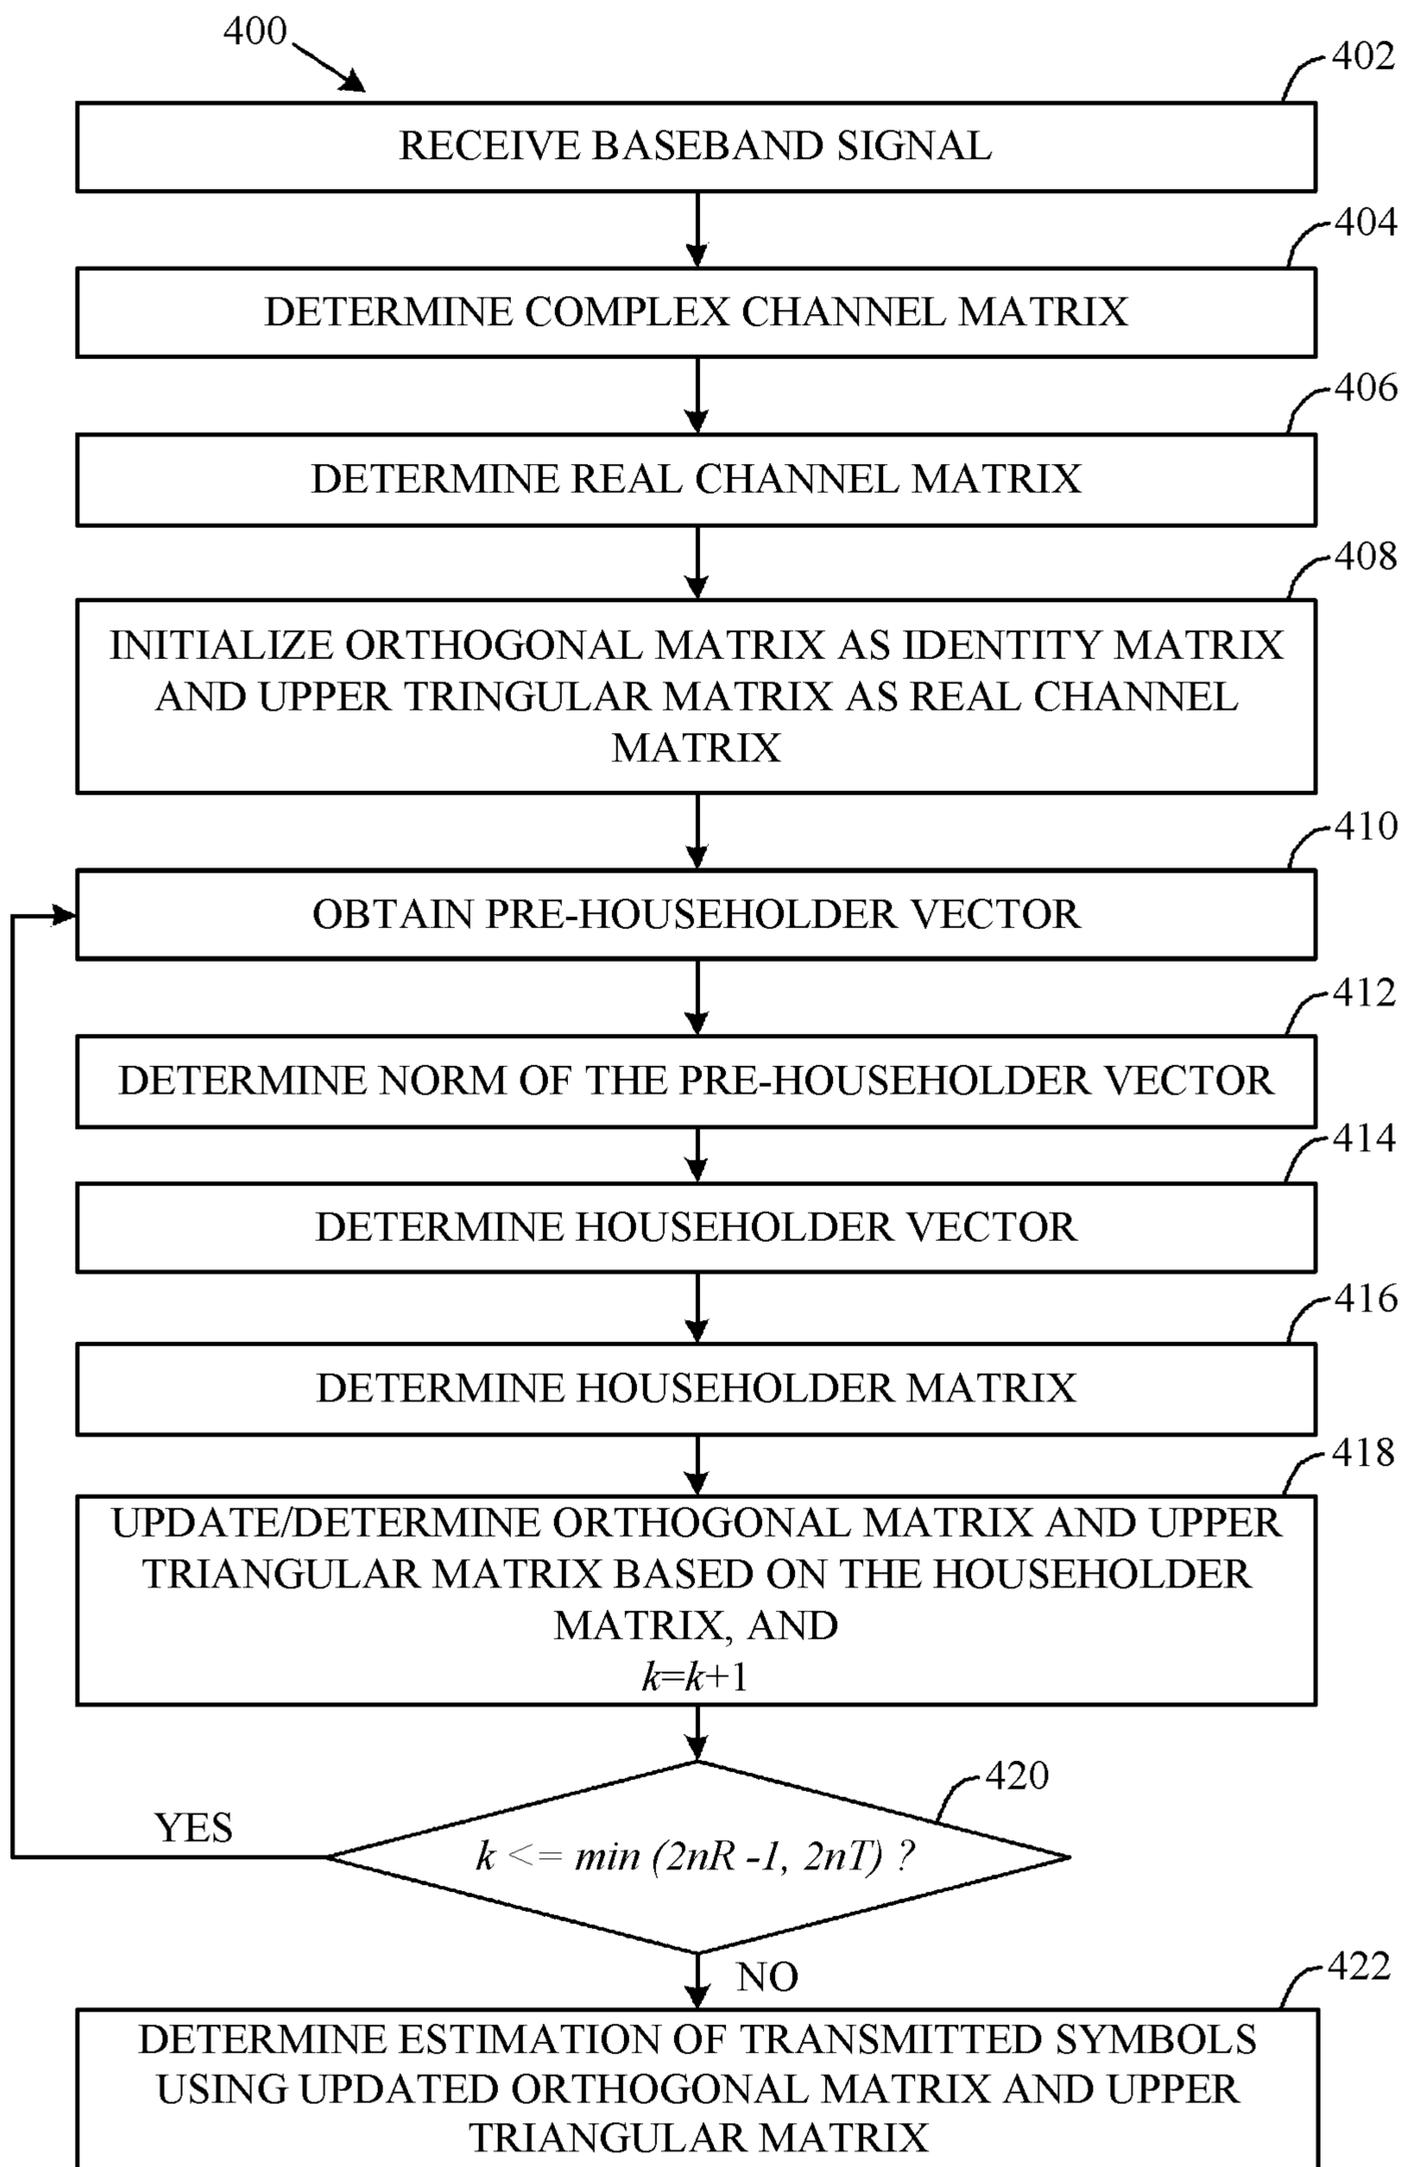 400
402
RECEIVE BASEBAND SIGNAL
404
DETERMINE COMPLEX CHANNEL MATRIX
406
DETERMINE REAL CHANNEL MATRIX
408
INITIALIZE ORTHOGONAL MATRIX AS IDENTITY MATRIX
AND UPPER TRINGULAR MATRIX AS REAL CHANNEL
MATRIX
410
OBTAIN PRE-HOUSEHOLDER VECTOR
412
DETERMINE NORM OF THE PRE-HOUSEHOLDER VECTOR
414
DETERMINE HOUSEHOLDER VECTOR
416
DETERMINE HOUSEHOLDER MATRIX
418
UPDATE/DETERMINE ORTHOGONAL MATRIX AND UPPER
TRIANGULAR MATRIX BASED ON THE HOUSEHOLDER
MATRIX, AND
k=k+1
420
YES
k <= min (2nR -1, 2nT) ?
NO
422
DETERMINE ESTIMATION OF TRANSMITTED SYMBOLS
USING UPDATED ORTHOGONAL MATRIX AND UPPER
TRIANGULAR MATRIX